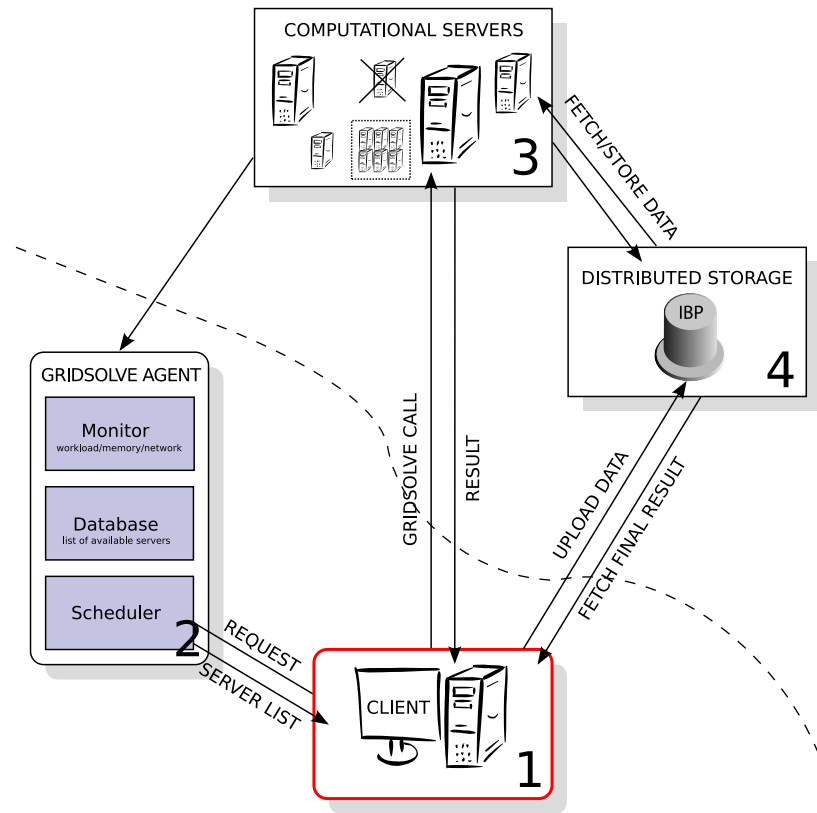 COMPUTATIONAL SERVERS
3
FETCH/STORE DATA
DISTRIBUTED STORAGE
IBP
4
GRIDSOLVE AGENT
Monitor
workload/memory/network
Database
list of available servers
Scheduler
2
GRIDSOLVE CALL
RESULT
UPLOAD DATA
FETCH FINAL RESULT
REQUEST
SERVER LIST
CLIENT
1